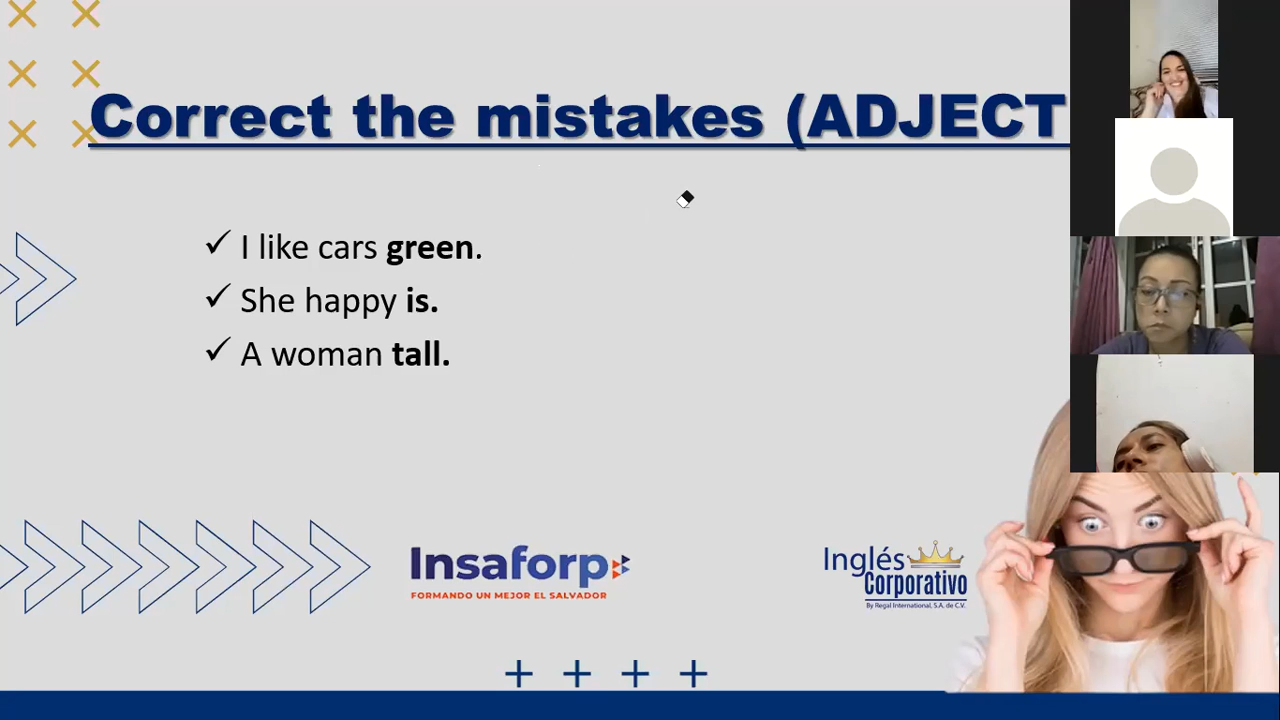 Correct the mistakes (ADJECT
✓ I like cars green.
✓ She happy is.
✓ A woman tall.
Insaforp
FORMANDO UN MEJOR EL SALVADOR
Inglés
Corporativo
By Regal International, S.A. de C.V.